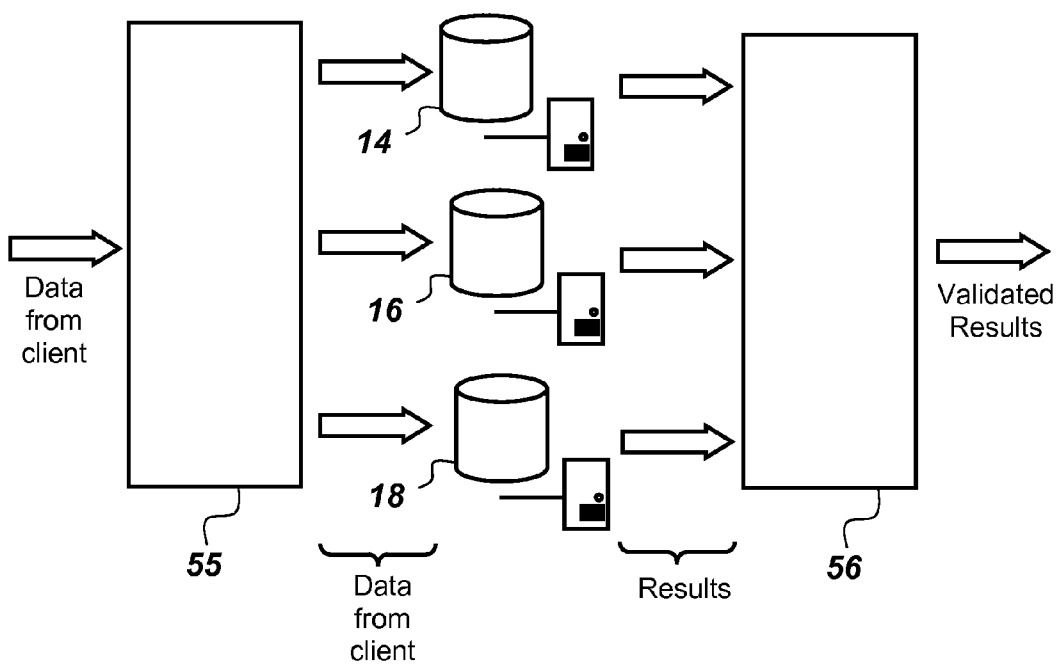 14
16
Data
from
client
Validated
Results
18
55
56
Data
from
client
Results